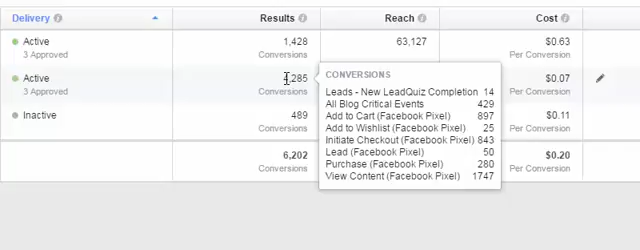 Delivery Results Reach Cost
Active 1,428 63,127 $0.63
3 Approved Conversions Per Conversion
Active 4,285 $0.07
3 Approved Conversions Per Conversion
Inactive 489 $0.11
Conversions Per Conversion
6,202 $0.20
Conversions Per Conversion
CONVERSIONS
Leads - New LeadQuiz Completion 14
All Blog Critical Events 429
Add to Cart (Facebook Pixel) 897
Add to Wishlist (Facebook Pixel) 25
Initiate Checkout (Facebook Pixel) 843
Lead (Facebook Pixel) 50
Purchase (Facebook Pixel) 280
View Content (Facebook Pixel) 1747